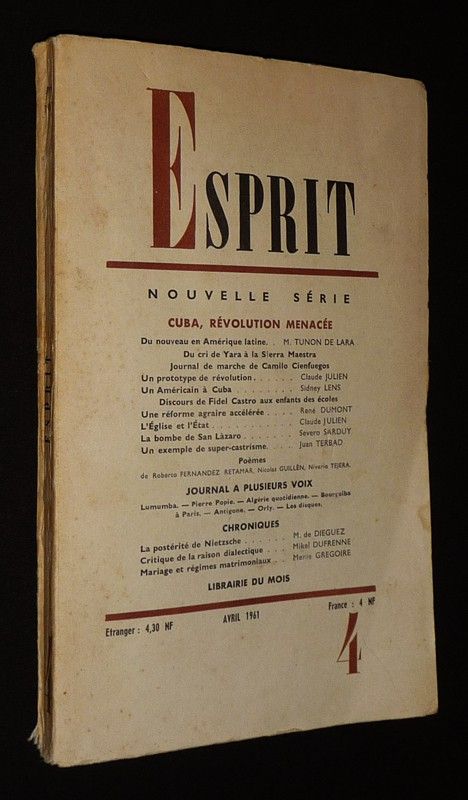 ESPRIT
NOUVELLE SÉRIE
CUBA, RÉVOLUTION MENACÉE
Du nouveau en Amérique latine. . M. TUNON DE LARA
Du cri de Yara à la Sierra Maestra
Journal de marche de Camilo Cienfuegos
Un prototype de révolution . . . . . . Claude JULIEN
Un Américain à Cuba . . . . . . . . Sidney LENS
Discours de Fidel Castro aux enfants des écoles
Une réforme agraire accélérée . . . . René DUMONT
L'Église et l'État . . . . . . . . . . Claude JULIEN
La bombe de San Làzaro . . . . . . . Severo SARDUY
Un exemple de super-castrisme. . . . Juan TERBAD
Poèmes
de Roberto FERNANDEZ RETAMAR, Nicolas GUILLÉN, Nivaria TEJERA.
JOURNAL A PLUSIEURS VOIX
Lumumba. — Pierre Popie. — Algérie quotidienne. — Bourguiba
à Paris. — Antigone. — Orly. — Les disques.
CHRONIQUES
La postérité de Nietzsche . . . . . . . M. de DIEGUEZ
Critique de la raison dialectique . . . Mikel DUFRENNE
Mariage et régimes matrimoniaux . . Menie GREGOIRE
LIBRAIRIE DU MOIS
Etranger : 4,30 NF AVRIL 1961 France : 4 NF
4